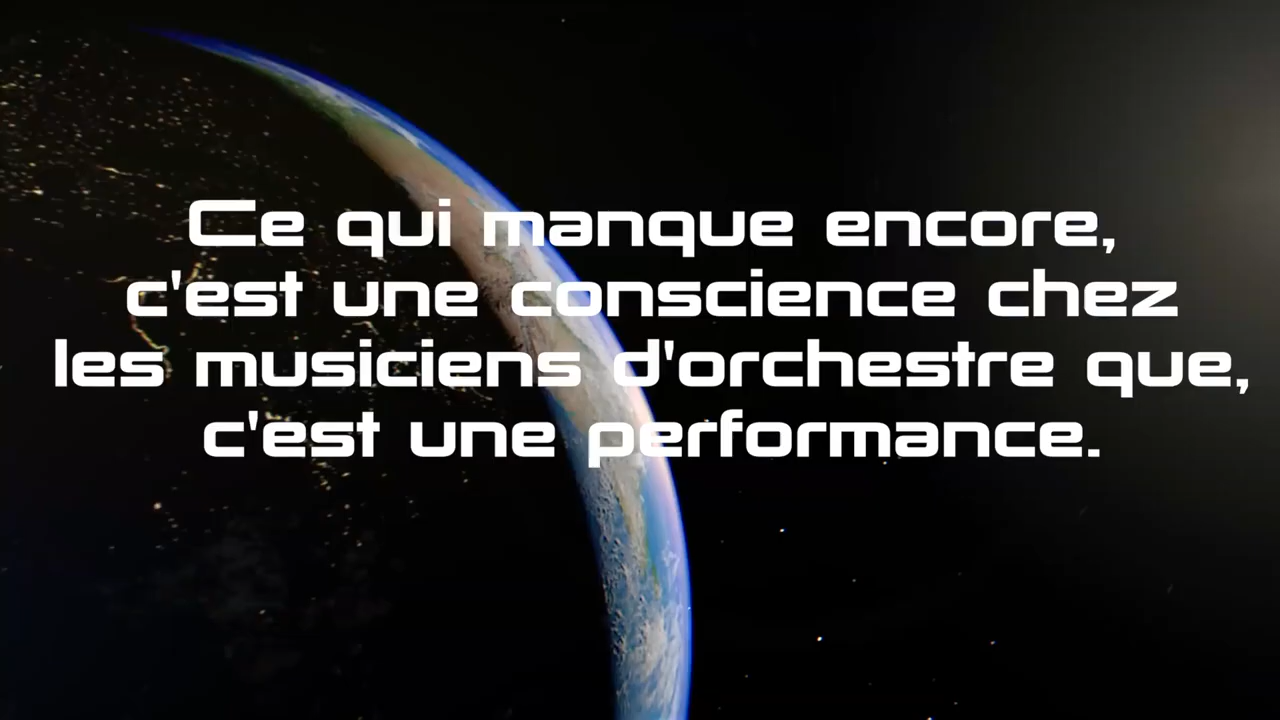 Ce qui manque encore,
c'est une conscience chez
les musiciens d'orchestre que,
c'est une performance.